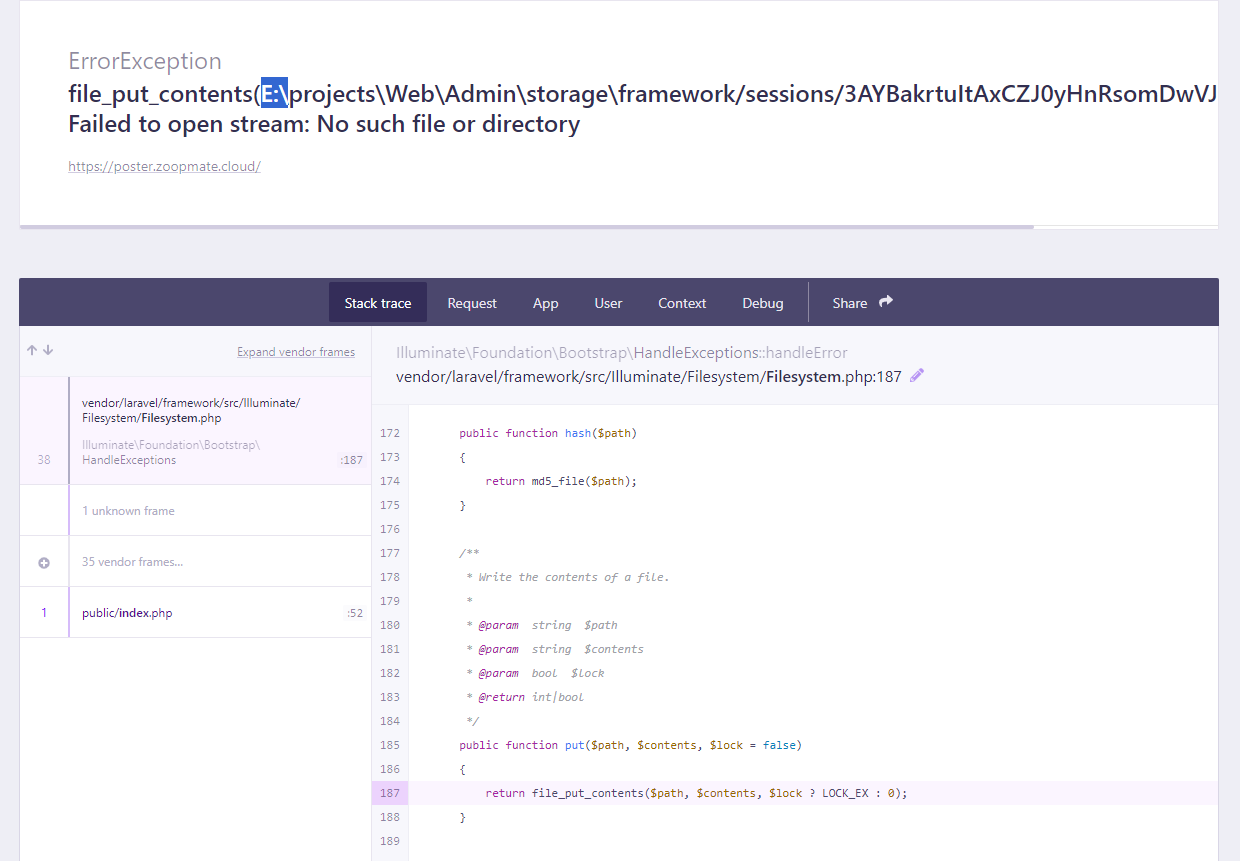 ErrorException
file_put_contents(E:\projects\Web\Admin\storage\framework/sessions/3AYBakrtuItAxCZJ0yHnRsomDwVJ
Failed to open stream: No such file or directory
https://poster.zoopmate.cloud/
Stack trace Request App User Context Debug Share
Expand vendor frames
vendor/laravel/framework/src/Illuminate/
Filesystem/Filesystem.php
Illuminate\Foundation\Bootstrap\
38 HandleExceptions :187
1 unknown frame
35 vendor frames...
1 public/index.php :52
Illuminate\Foundation\Bootstrap\HandleExceptions::handleError
vendor/laravel/framework/src/Illuminate/Filesystem/Filesystem.php:187
172 public function hash($path)
173 {
174 return md5_file($path);
175 }
176
177 /**
178 * Write the contents of a file.
179 *
180 * @param string $path
181 * @param string $contents
182 * @param bool $lock
183 * @return int|bool
184 */
185 public function put($path, $contents, $lock = false)
186 {
187 return file_put_contents($path, $contents, $lock ? LOCK_EX : 0);
188 }
189